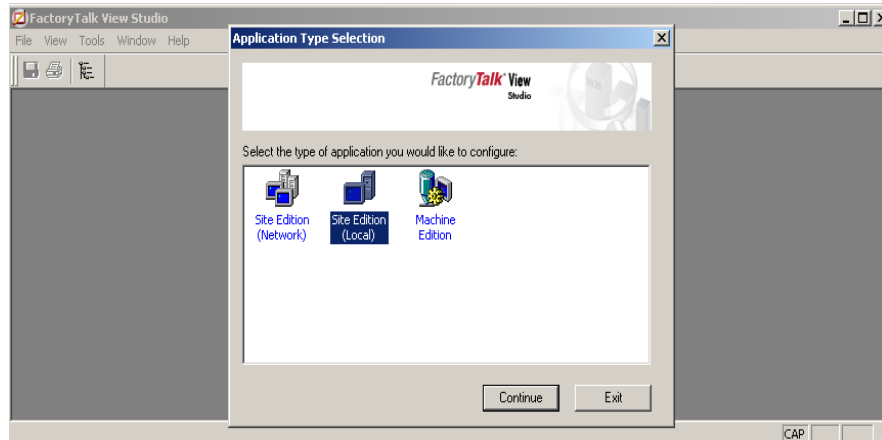 FactoryTalk View Studio
File View Tools Window Help
Application Type Selection
FactoryTalk View
Studio
Select the type of application you would like to configure:
Site Edition
(Network)
Site Edition
(Local)
Machine
Edition
Continue
Exit
CAP